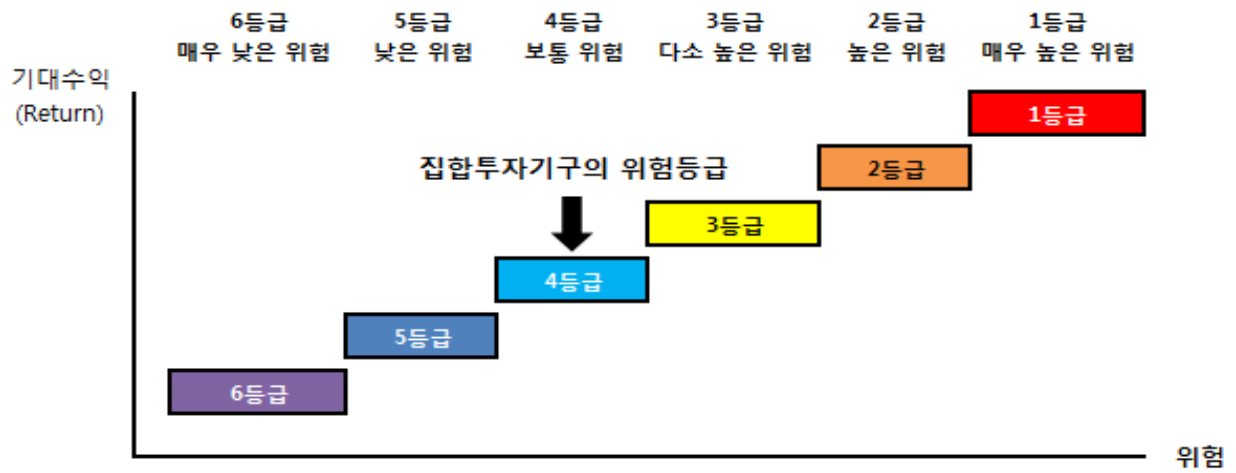 6등급 5등급 4등급 3등급 2등급 1등급
매우 낮은 위험 낮은 위험 보통 위험 다소 높은 위험 높은 위험 매우 높은 위험
기대수익
(Return)
1등급
집합투자기구의 위험등급
2등급
3등급
4등급
5등급
6등급
위험